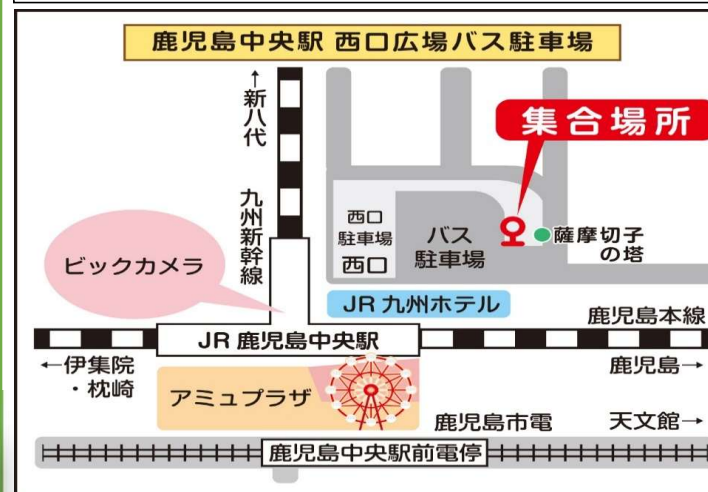 鹿児島中央駅 西口広場バス駐車場
↑新八代
九州新幹線
集合場所
西口
駐車場
西口
バス
駐車場
薩摩切子
の塔
ビックカメラ
JR 九州ホテル
鹿児島本線
JR 鹿児島中央駅
←伊集院
・枕崎
鹿児島→
アミュプラザ
鹿児島市電
天文館→
鹿児島中央駅前電停